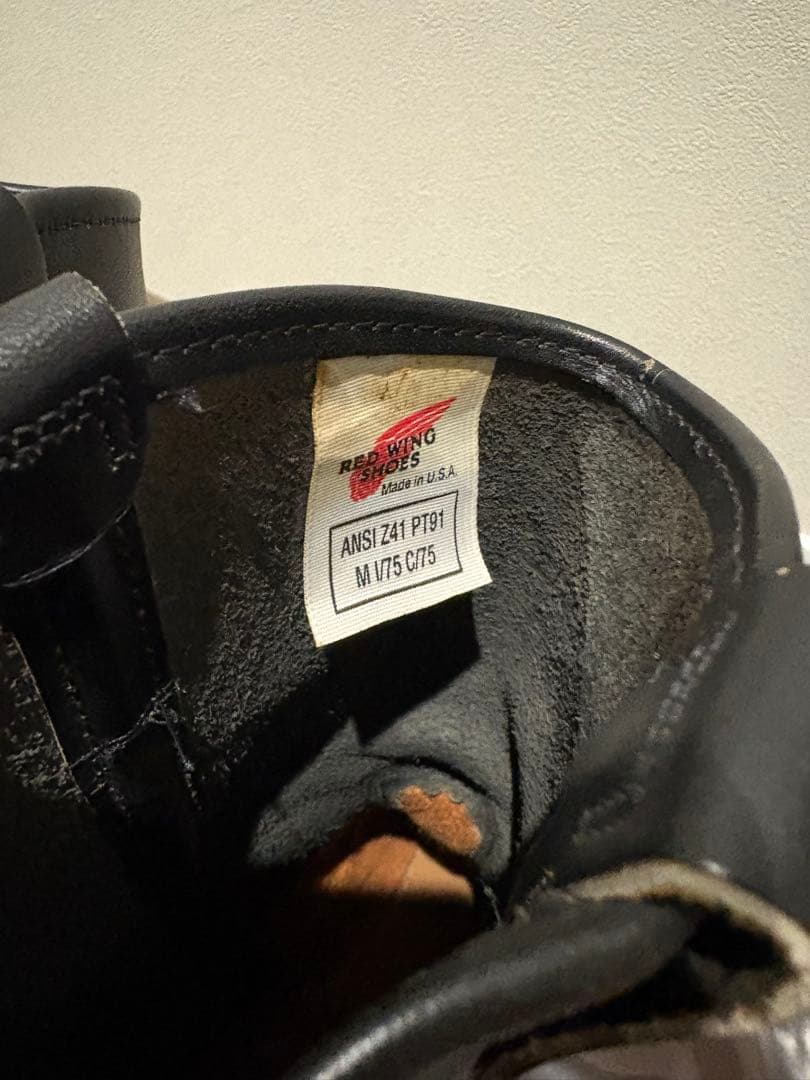 RED WING
SHOES
Made in U.S.A.
ANSI Z41 PT91
M I/75 C/75